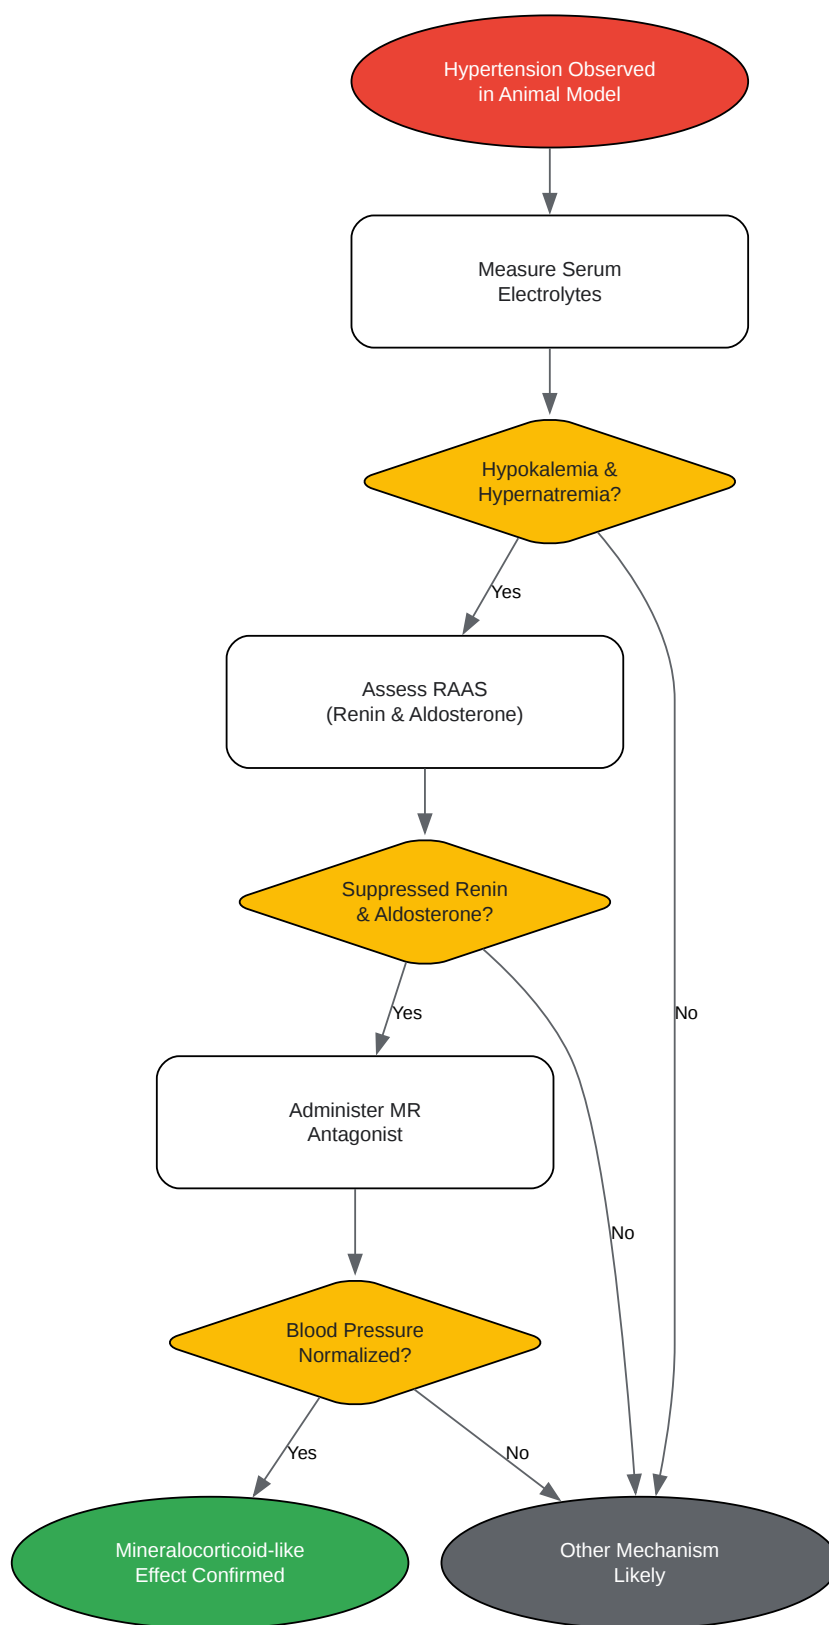 Hypertension Observed
in Animal Model
Measure Serum
Electrolytes
Hypokalemia &
Hypernatremia?
Yes
Assess RAAS
(Renin & Aldosterone)
Suppressed Renin
& Aldosterone?
Yes
No
Administer MR
Antagonist
No
Blood Pressure
Normalized?
Yes
No
Mineralocorticoid-like
Effect Confirmed
Other Mechanism
Likely